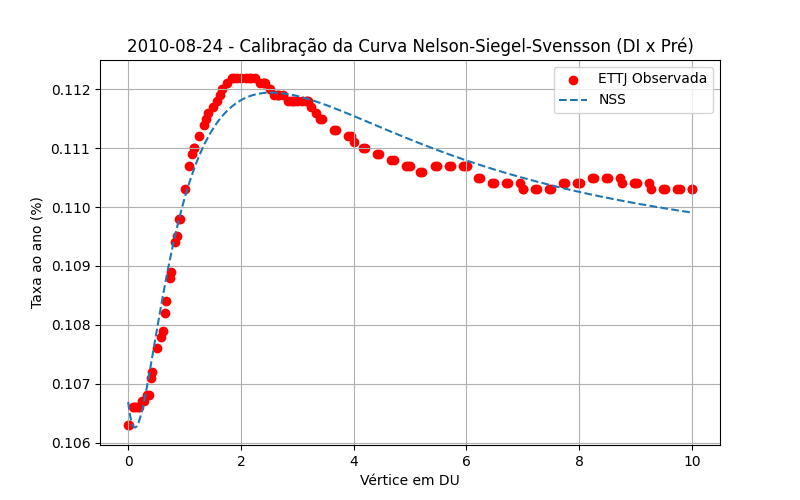 2010-08-24 - Calibração da Curva Nelson-Siegel-Svensson (DI x Pré)
ETTJ Observada
NSS
Taxa ao ano (%)
0.112
0.111
0.110
0.109
0.108
0.107
0.106
0
2
4
6
8
10
Vértice em DU